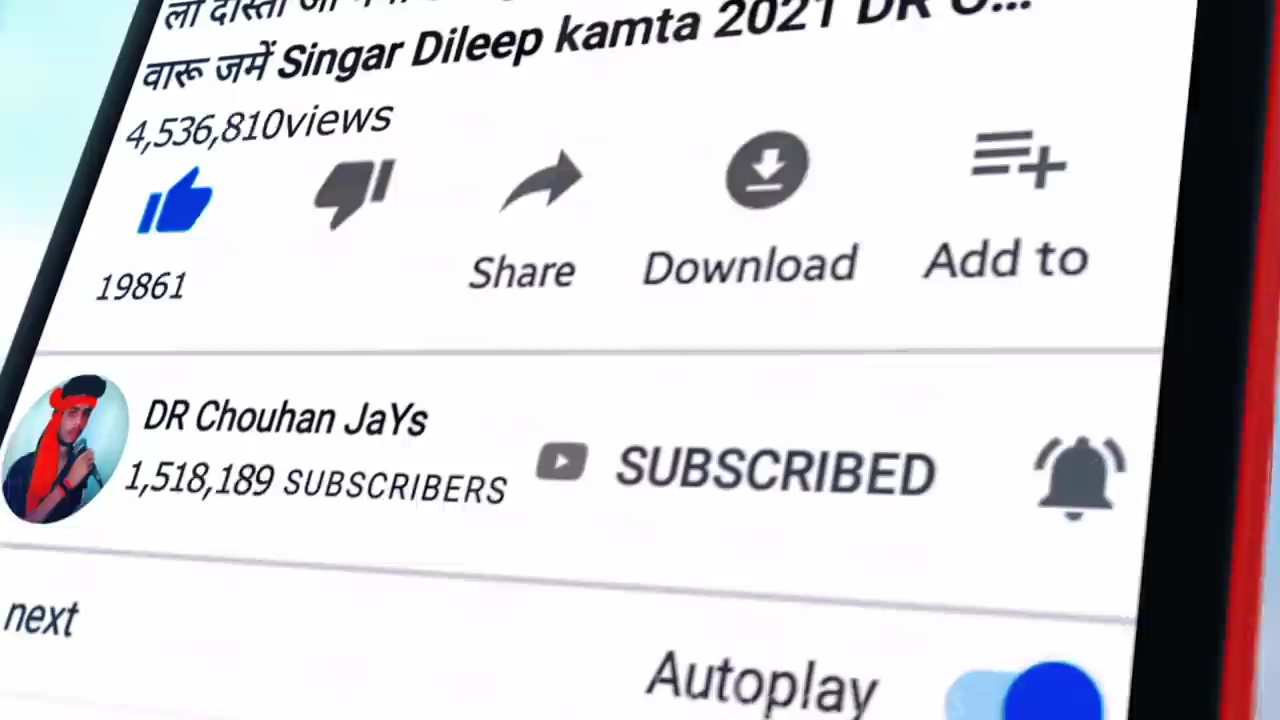 वारू जमें Singar Dileep kamta 2021 DR
4,536,810views
19861
Share
Download
Add to
DR Chouhan JaYs
1,518,189 SUBSCRIBERS
SUBSCRIBED
next
Autoplay